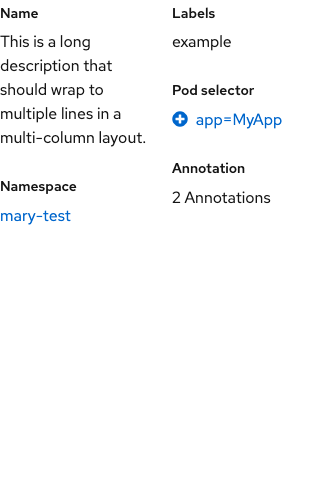 Name
This is a long
description that
should wrap to
multiple lines in a
multi-column layout.
Namespace
mary-test
Labels
example
Pod selector
app=MyApp
Annotation
2 Annotations